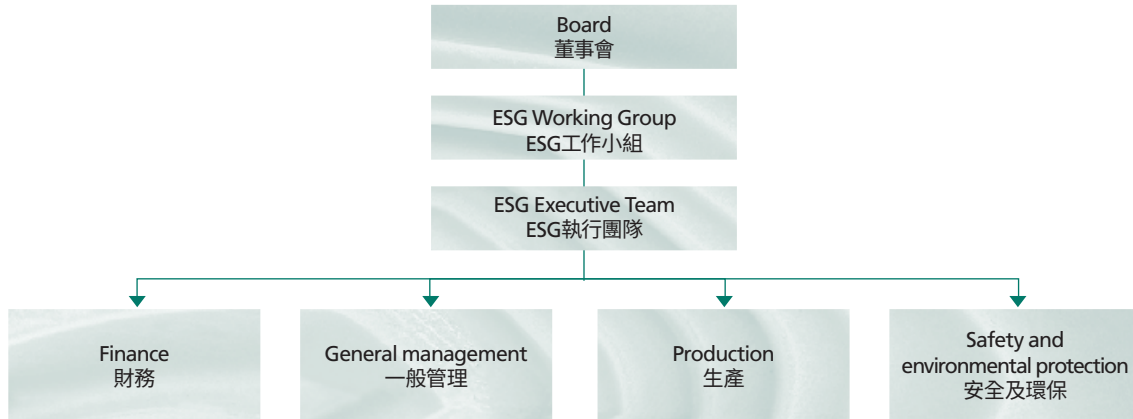 Board
董事會
ESG Working Group
ESG工作小組
ESG Executive Team
ESG執行團隊
Finance
財務
General management
一般管理
Production
生產
Safety and
environmental protection
安全及環保